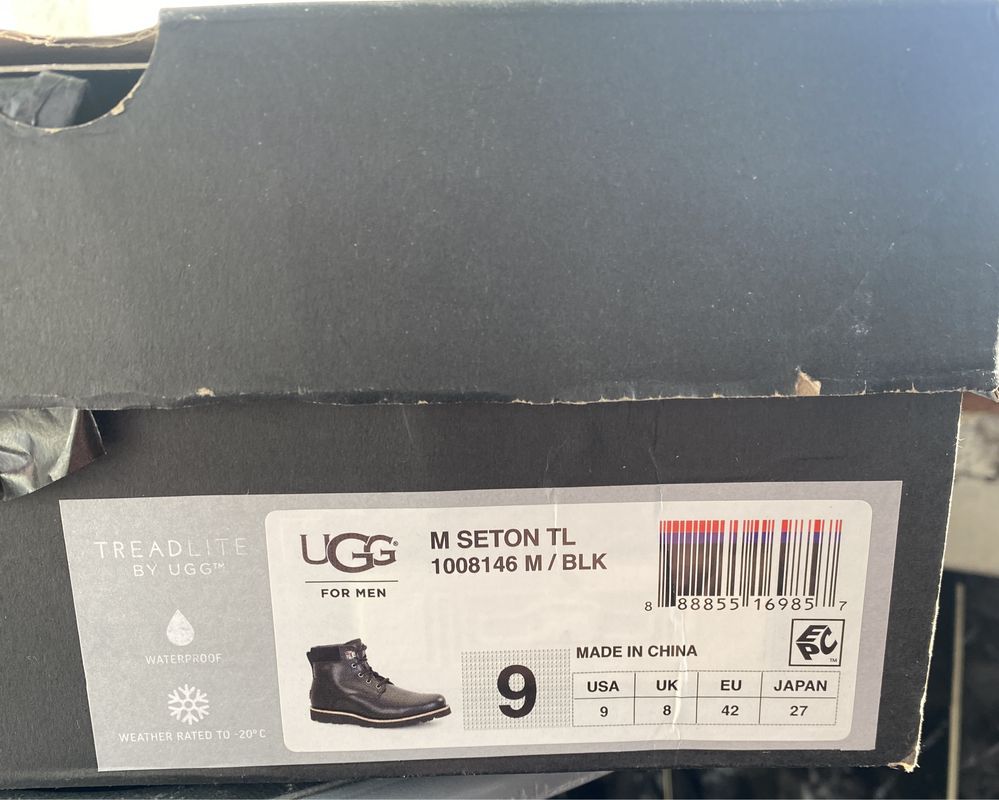 TREADLITE
BY UGG™
WATERPROOF
WEATHER RATED TO -20°C
UGG®
FOR MEN
M SETON TL
1008146 M / BLK
8 88855 16985 7
EPC™
MADE IN CHINA
9
USA UK EU JAPAN
9 8 42 27